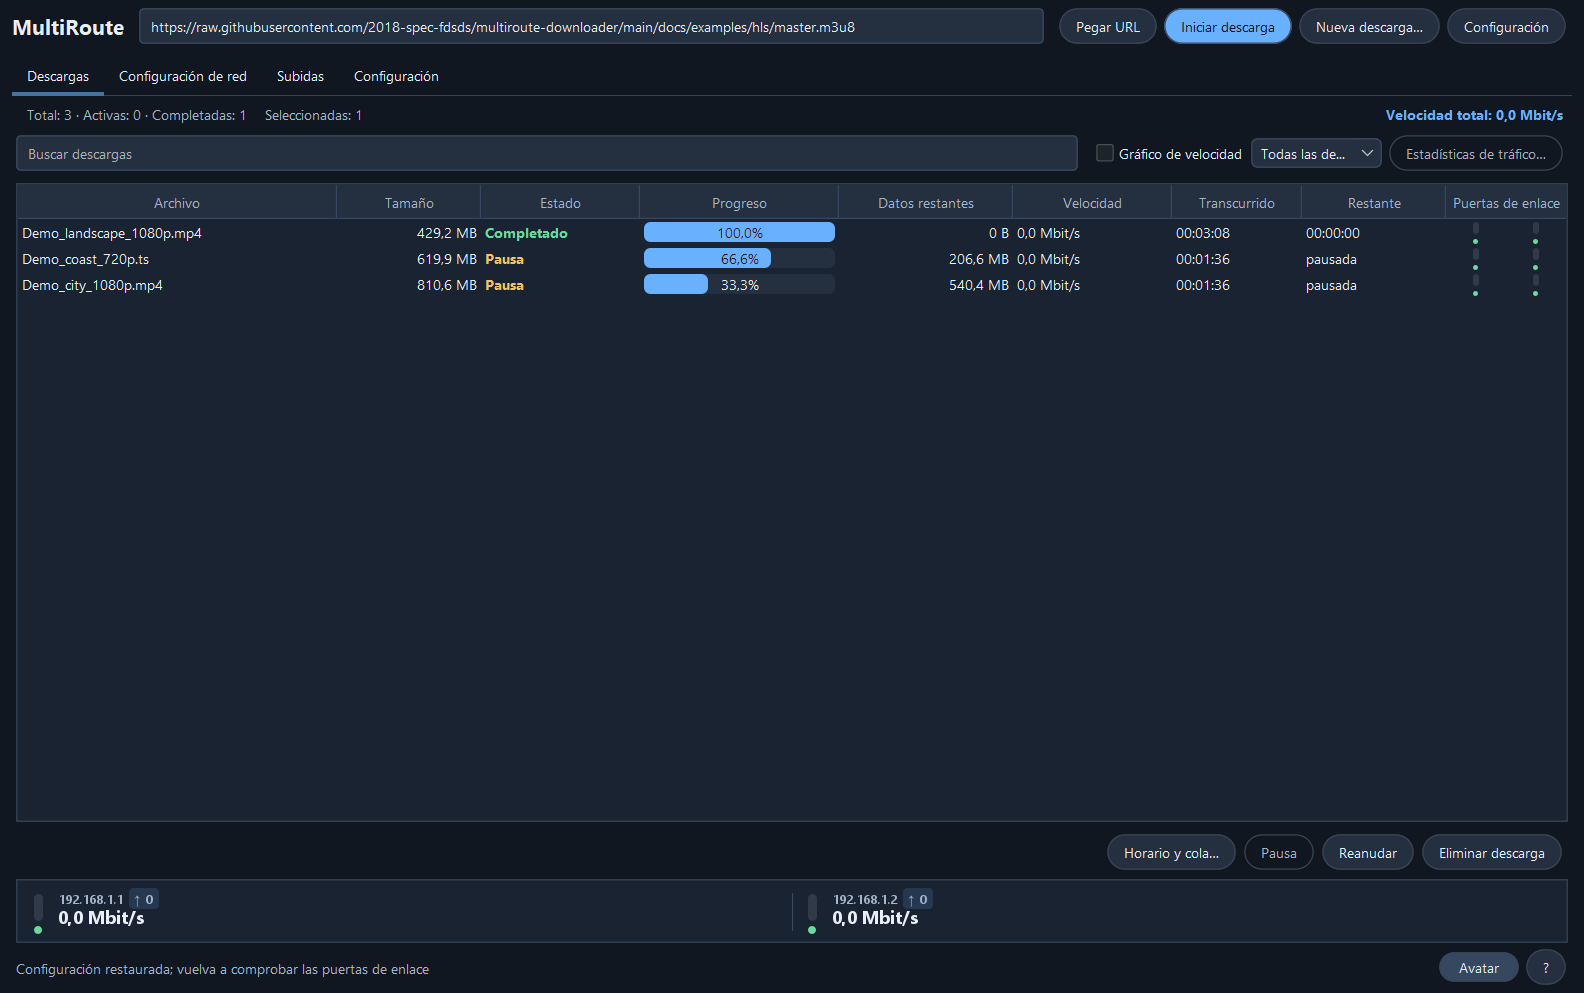 MultiRoute https://raw.githubusercontent.com/2018-spec-fdsds/multiroute-downloader/main/docs/examples/hls/master.m3u8 Pegar URL Iniciar descarga Nueva descarga... Configuración
Descargas Configuración de red Subidas Configuración
Total: 3 · Activas: 0 · Completadas: 1 Seleccionadas: 1 Velocidad total: 0,0 Mbit/s
Buscar descargas Gráfico de velocidad Todas las de... Estadísticas de tráfico...
Archivo Tamaño Estado Progreso Datos restantes Velocidad Transcurrido Restante Puertas de enlace
Demo_landscape_1080p.mp4 429,2 MB Completado 100,0% 0 B 0,0 Mbit/s 00:03:08 00:00:00
Demo_coast_720p.ts 619,9 MB Pausa 66,6% 206,6 MB 0,0 Mbit/s 00:01:36 pausada
Demo_city_1080p.mp4 810,6 MB Pausa 33,3% 540,4 MB 0,0 Mbit/s 00:01:36 pausada
Horario y cola... Pausa Reanudar Eliminar descarga
192.168.1.1 ↑ 0 192.168.1.2 ↑ 0
0,0 Mbit/s 0,0 Mbit/s
Configuración restaurada; vuelva a comprobar las puertas de enlace Avatar ?